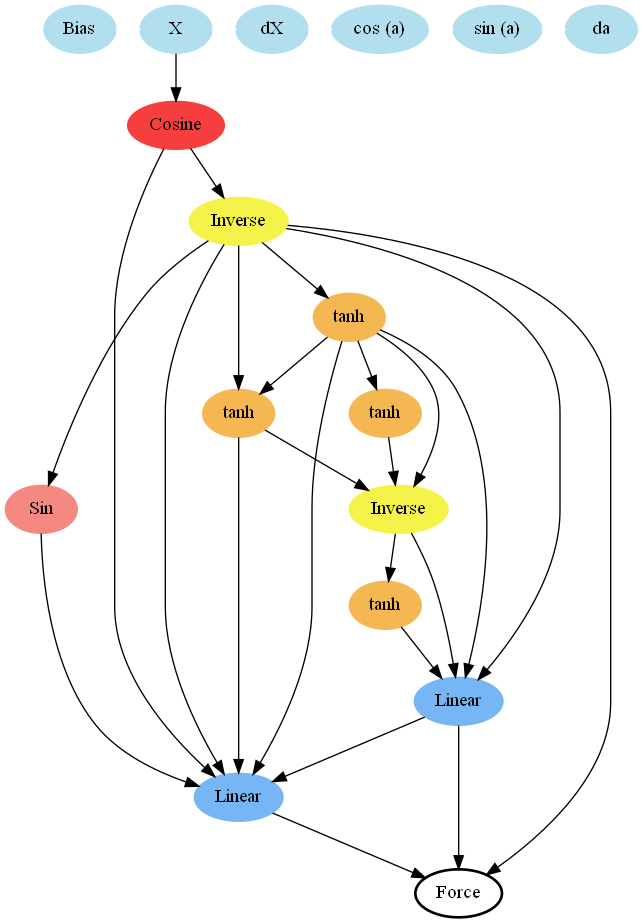 Bias X dX cos (a) sin (a) da
Cosine
Inverse
tanh
tanh tanh
Sin Inverse
tanh
Linear
Linear
Force